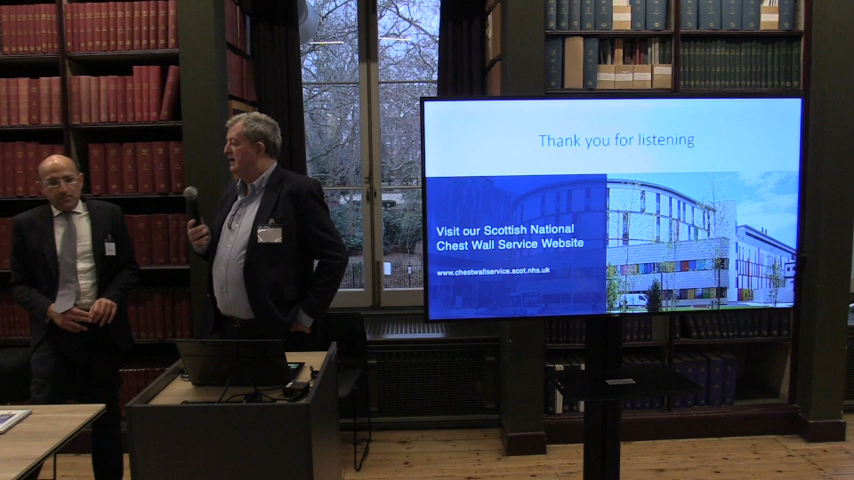 Thank you for listening
Visit our Scottish National
Chest Wall Service Website
www.chestwallservice.scot.nhs.uk